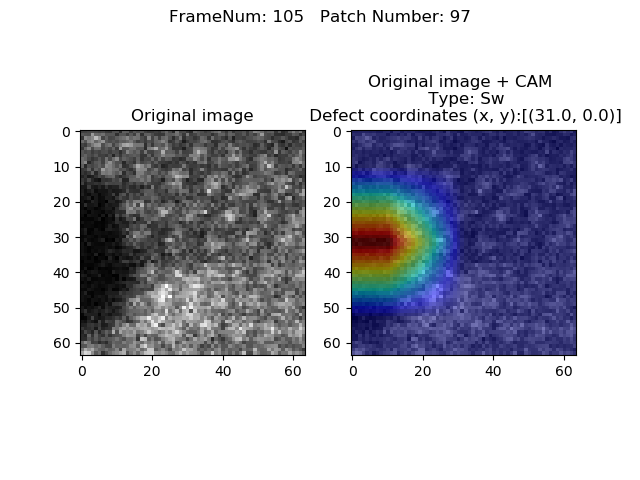 FrameNum: 105   Patch Number: 97
Original image
Original image + CAM
Type: Sw
Defect coordinates (x, y):[(31.0, 0.0)]
0
10
20
30
40
50
60
0 20 40 60
0
10
20
30
40
50
60
0 20 40 60